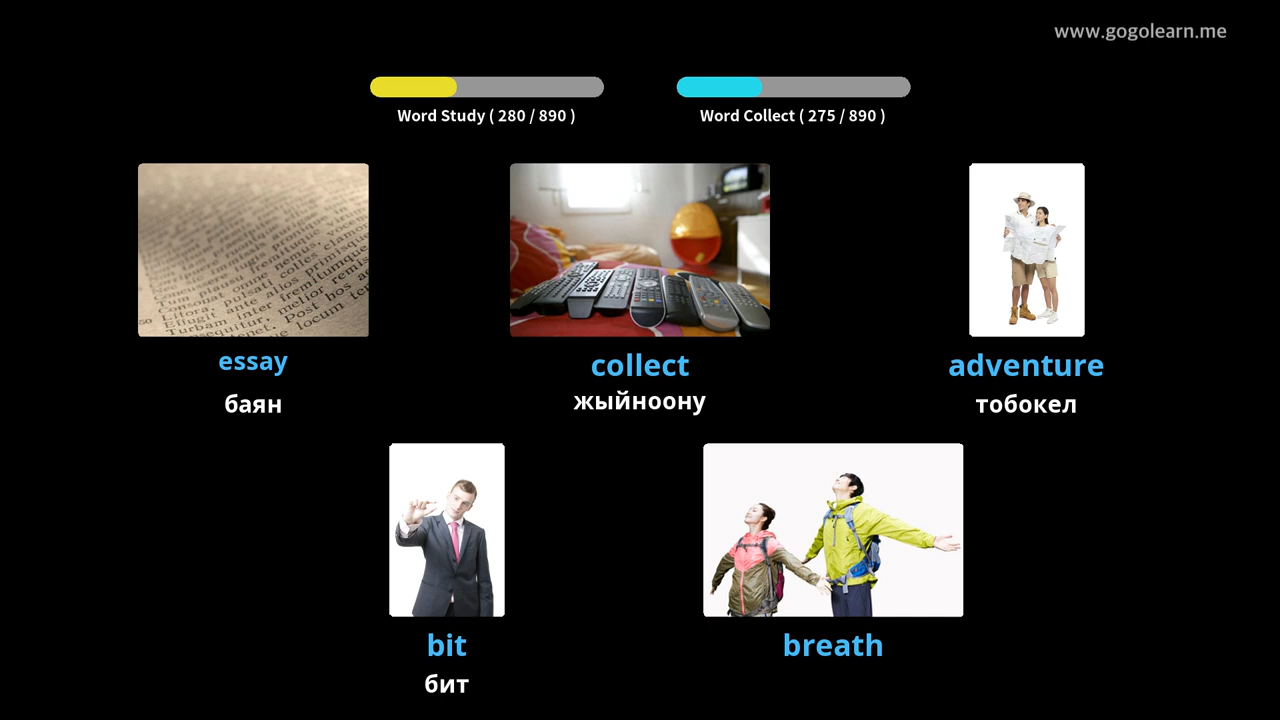 www.gogolearn.me
Word Study ( 280 / 890 )
Word Collect ( 275 / 890 )
essay
баян
collect
жыйноону
adventure
тобокел
bit
бит
breath